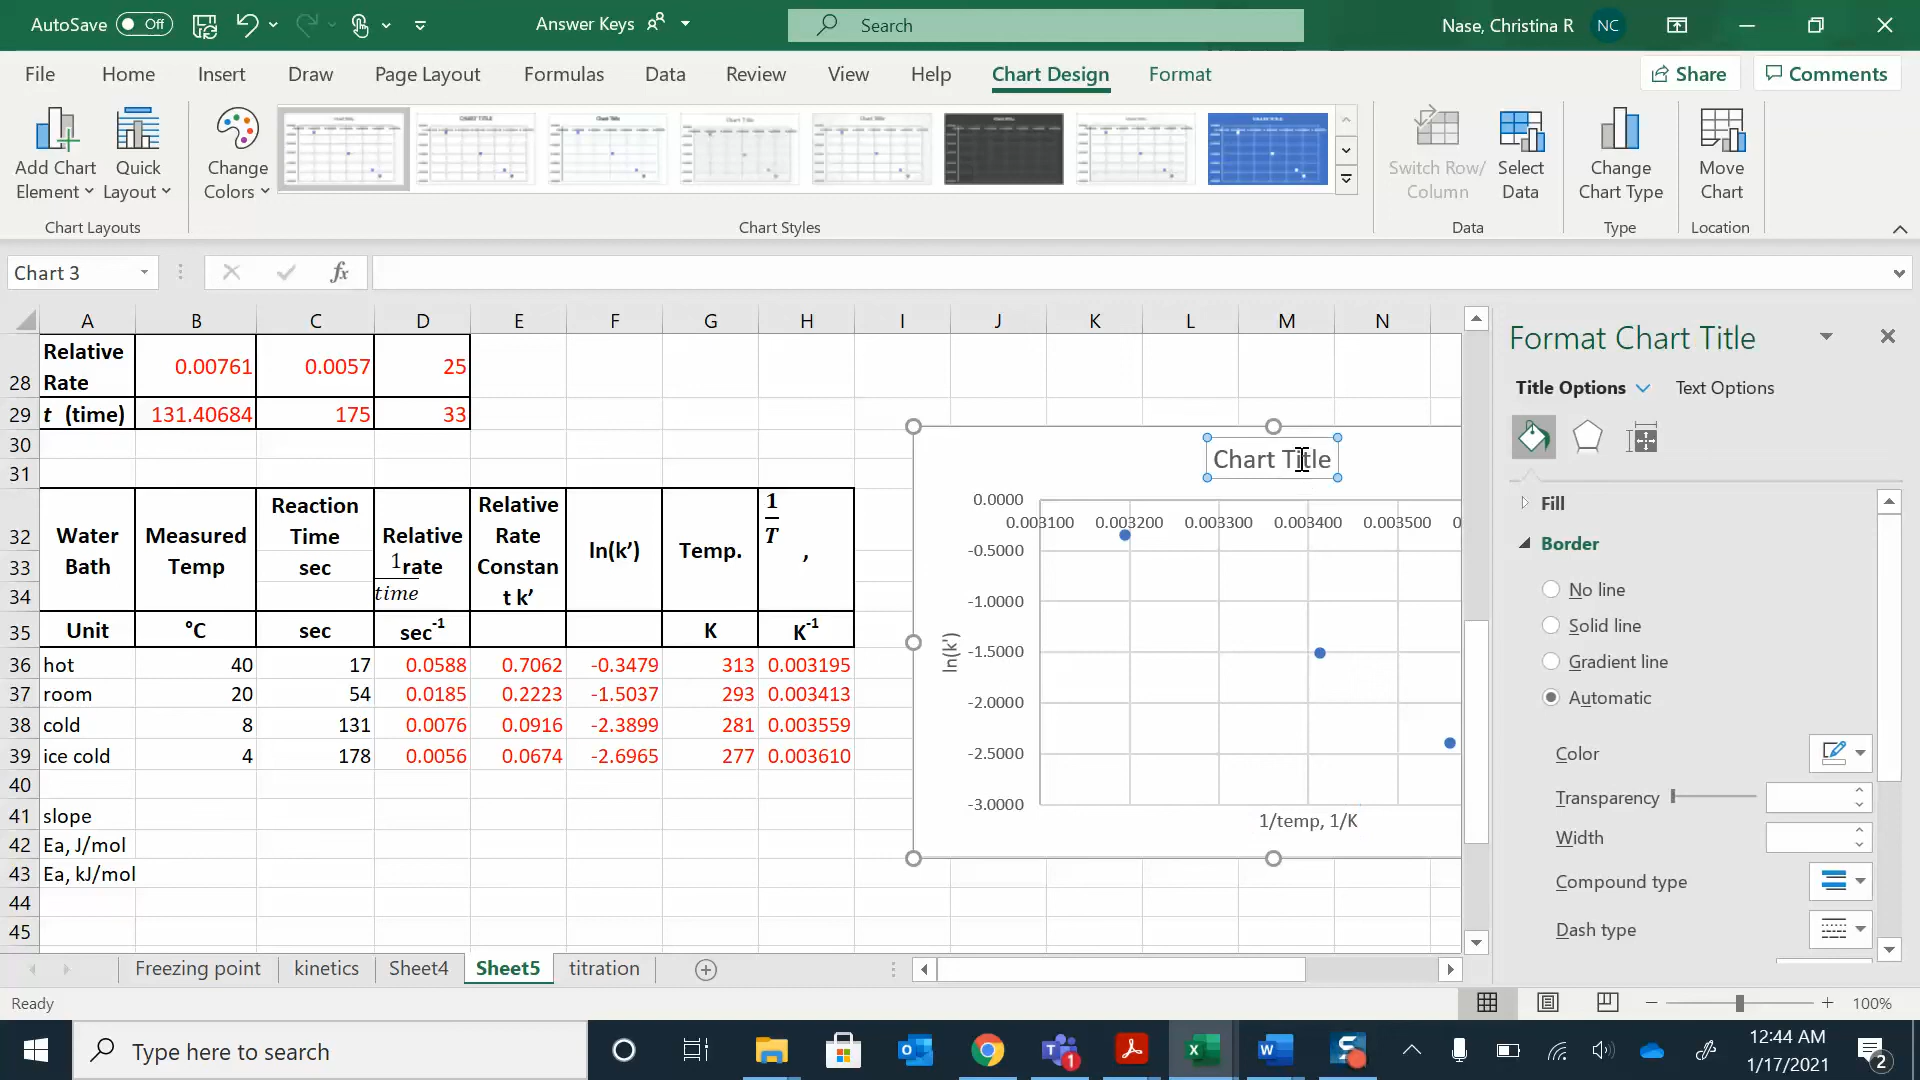 AutoSave Off Answer Keys Search Nase, Christina R NC
File Home Insert Draw Page Layout Formulas Data Review View Help Chart Design Format Share Comments
Add Chart Element Quick Layout Change Colors Switch Row/Column Select Data Change Chart Type Move Chart
Chart Layouts Chart Styles Data Type Location
Chart 3 fx
A B C D E F G H I J K L M N
28 Relative Rate 0.00761 0.0057 25
29 t (time) 131.40684 175 33
30
31
32 33 34 Water Bath Measured Temp Reaction Time sec Relative rate 1/time Relative Rate Constan t k’ ln(k’) Temp. 1/T ,
35 Unit °C sec sec-1 K K-1
36 hot 40 17 0.0588 0.7062 -0.3479 313 0.003195
37 room 20 54 0.0185 0.2223 -1.5037 293 0.003413
38 cold 8 131 0.0076 0.0916 -2.3899 281 0.003559
39 ice cold 4 178 0.0056 0.0674 -2.6965 277 0.003610
40
41 slope
42 Ea, J/mol
43 Ea, kJ/mol
44
45
Chart Title
0.0000
0.003100 0.003200 0.003300 0.003400 0.003500 0
-0.5000
-1.0000
-1.5000
-2.0000
-2.5000
-3.0000
ln(k')
1/temp, 1/K
Format Chart Title
Title Options Text Options
Fill
Border
No line
Solid line
Gradient line
Automatic
Color
Transparency
Width
Compound type
Dash type
Freezing point kinetics Sheet4 Sheet5 titration
Ready 100%
Type here to search 12:44 AM
1/17/2021
1
2